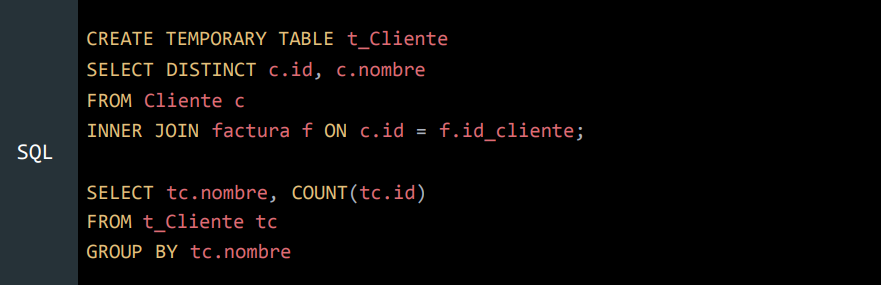 SQL
CREATE TEMPORARY TABLE t_Cliente
SELECT DISTINCT c.id, c.nombre
FROM Cliente c
INNER JOIN factura f ON c.id = f.id_cliente;
SELECT tc.nombre, COUNT(tc.id)
FROM t_Cliente tc
GROUP BY tc.nombre